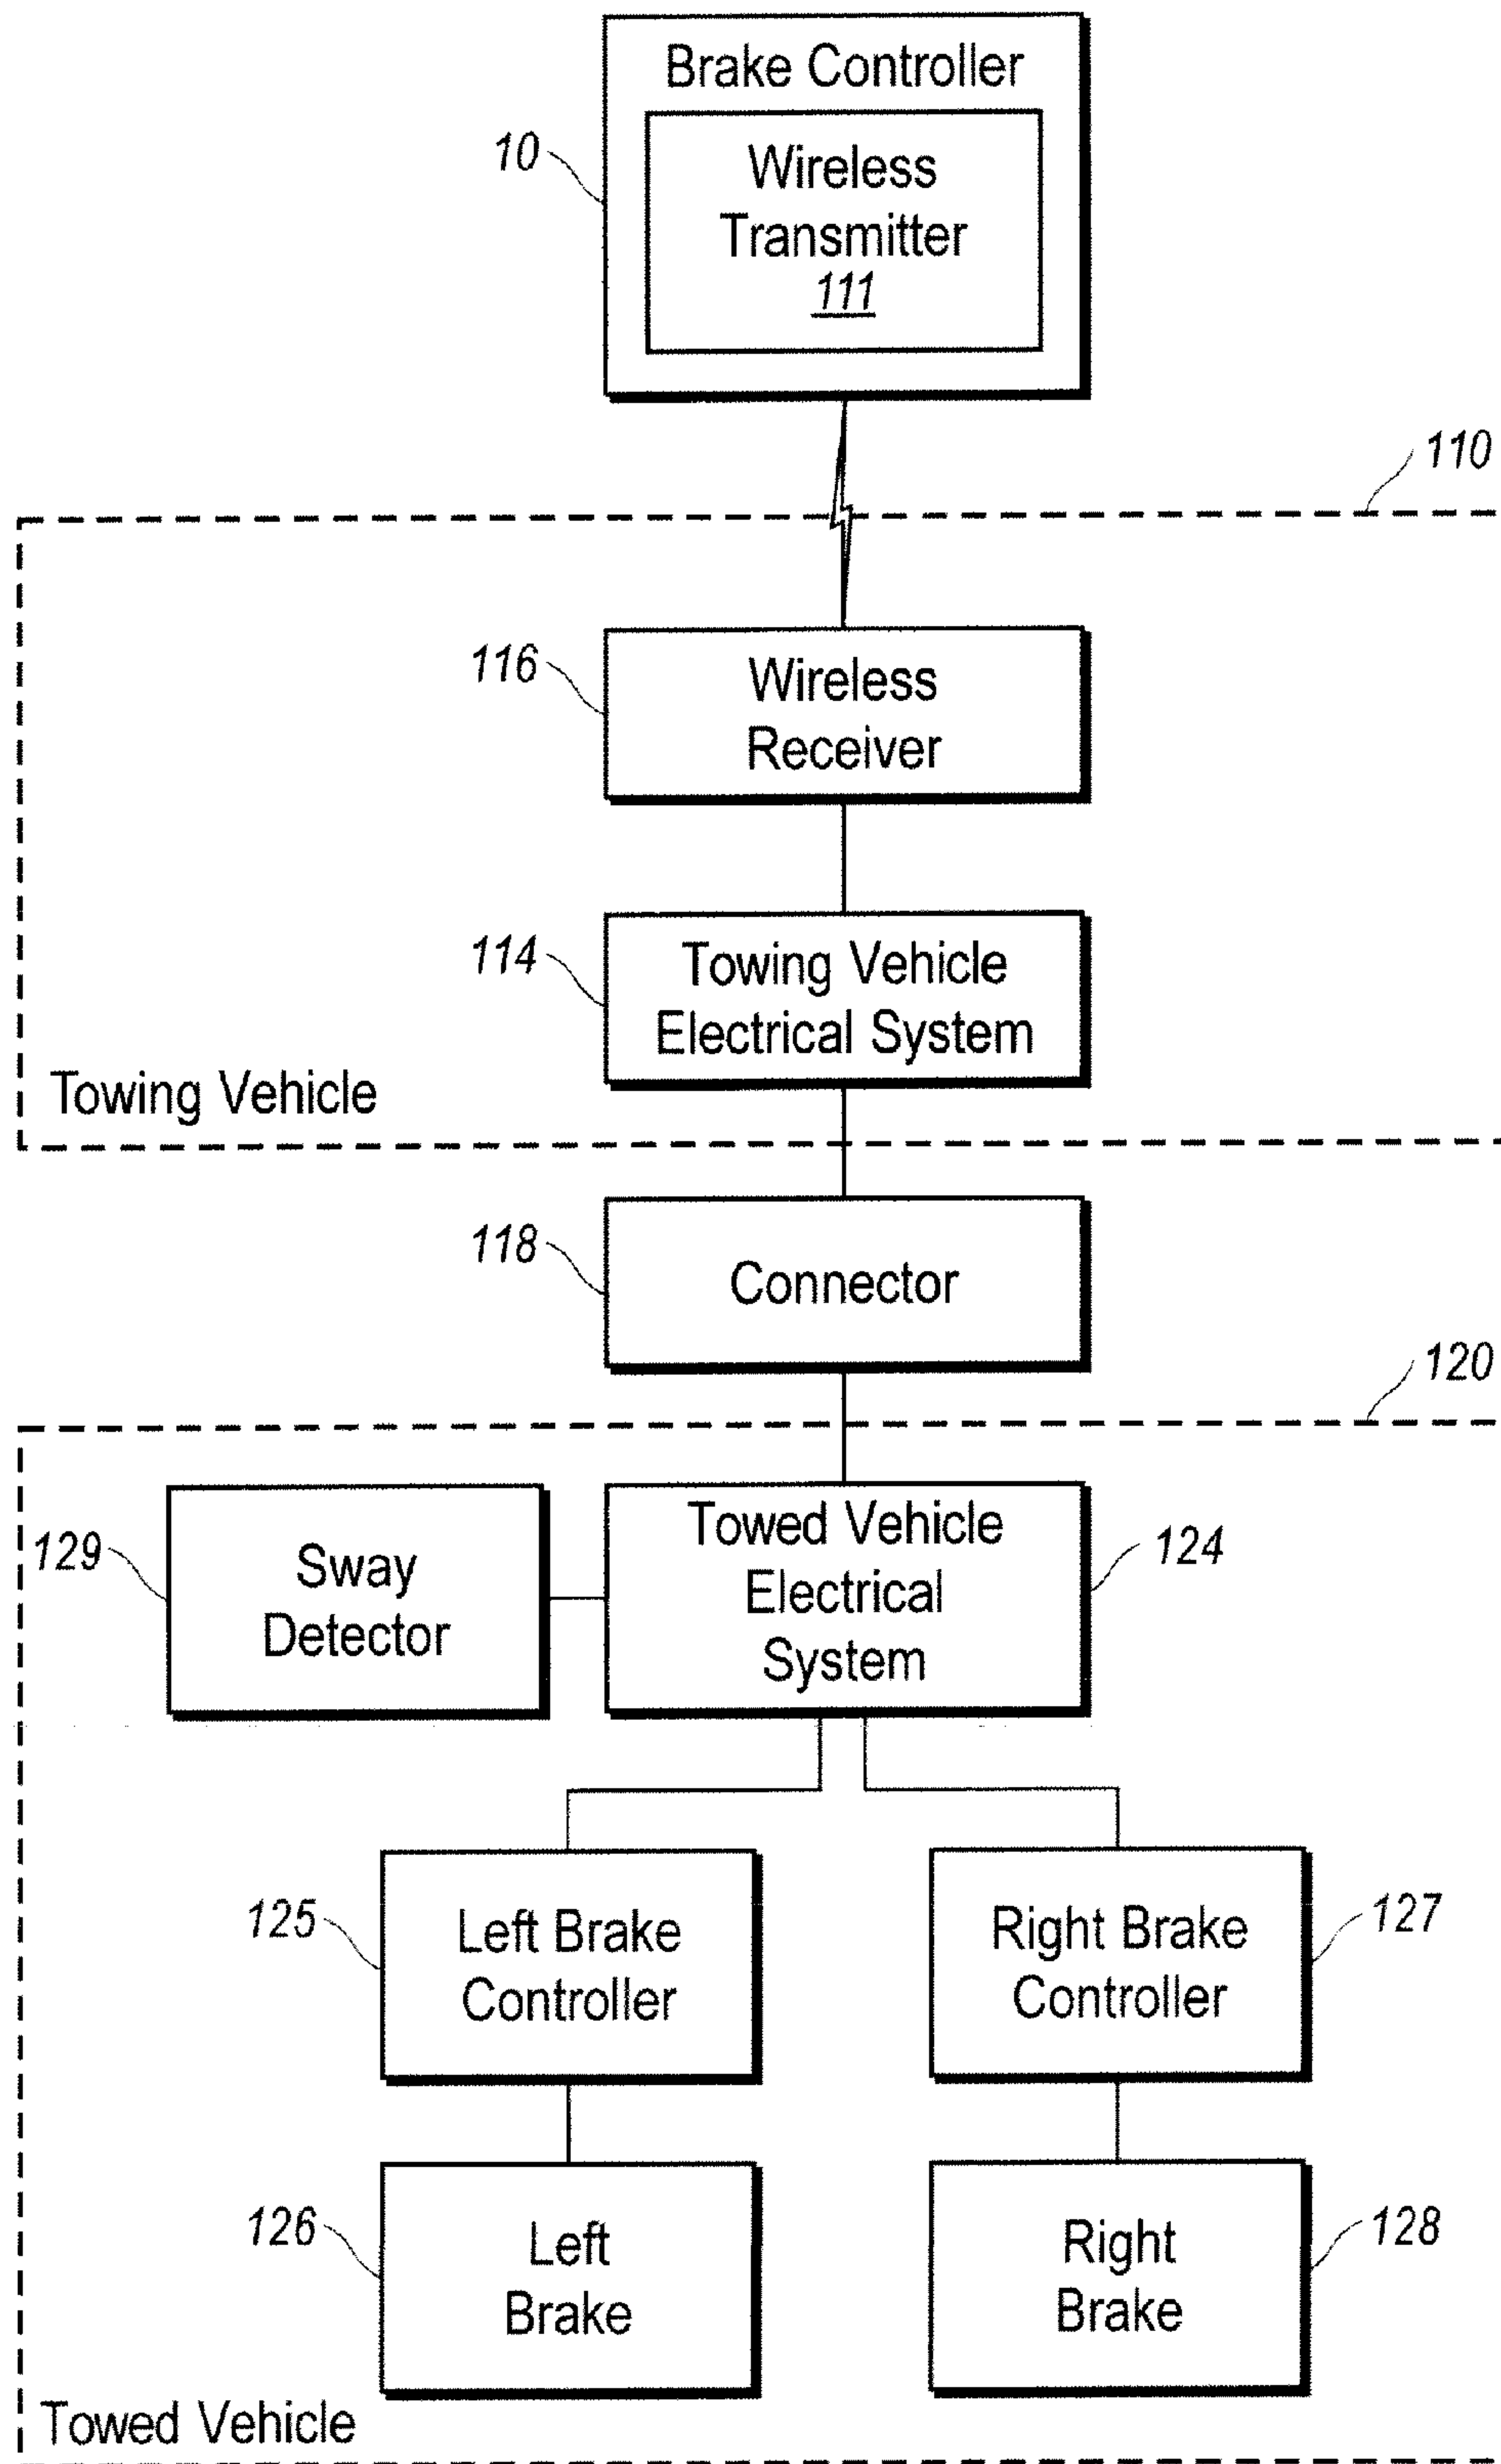 Brake Controller
10
Wireless
Transmitter
111
110
116
Wireless
Receiver
114
Towing Vehicle
Electrical System
Towing Vehicle
118
Connector
120
129
Sway
Detector
Towed Vehicle
Electrical
System
124
125
Left Brake
Controller
Right Brake
Controller
127
126
Left
Brake
Right
Brake
128
Towed Vehicle